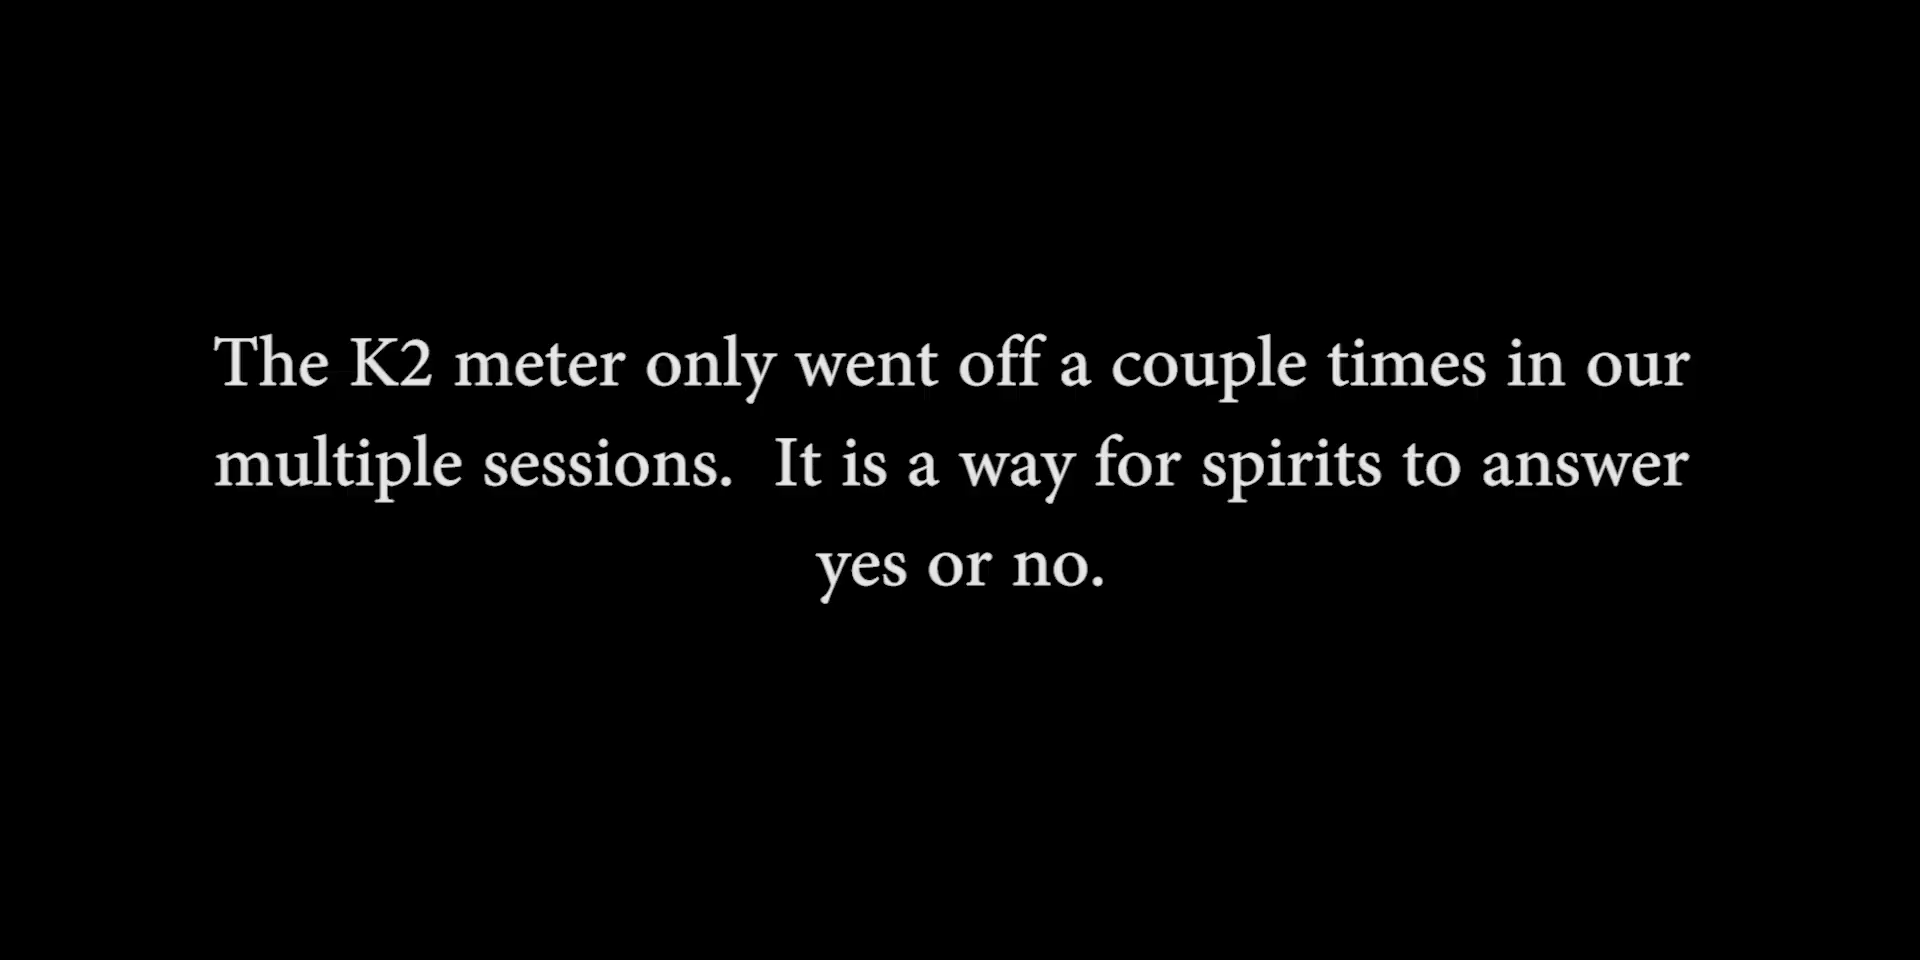 The K2 meter only went off a couple times in our
multiple sessions.  It is a way for spirits to answer
yes or no.